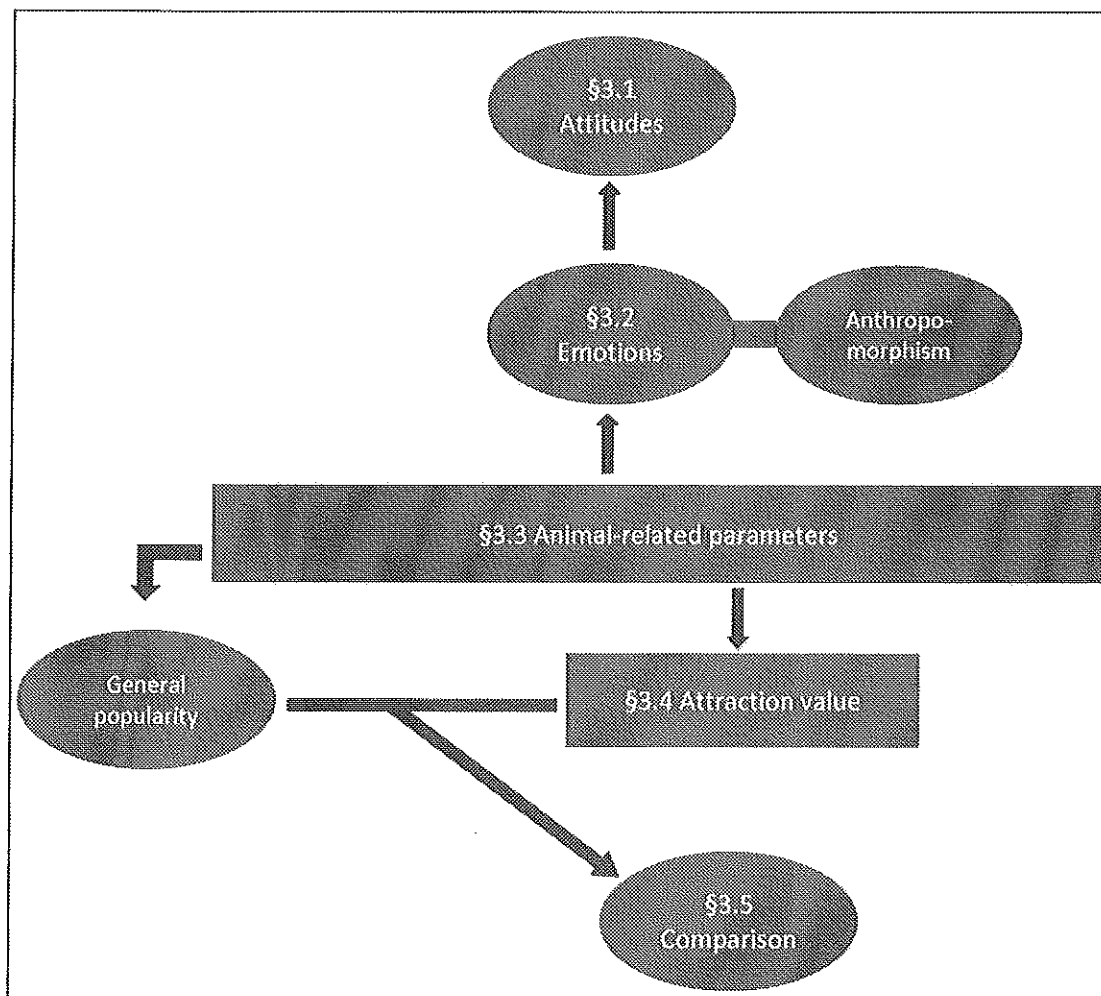 §3.1
Attitudes
§3.2
Emotions
Anthropo-
morphism
§3.3 Animal-related parameters
General
popularity
§3.4 Attraction value
§3.5
Comparison